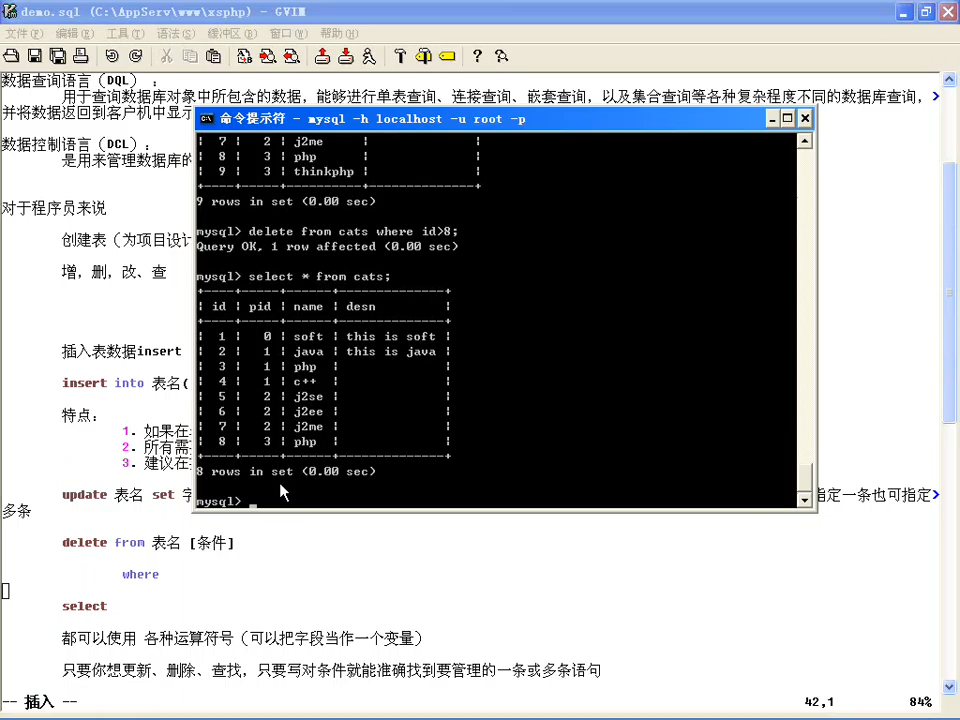 demo.sql (C:\AppServ\www\xsphp) - GVIM
文件(F) 编辑(E) 工具(T) 语法(S) 缓冲区(B) 窗口(W) 帮助(H)
数据查询语言（DQL）：
用于查询数据库对象中所包含的数据，能够进行单表查询、连接查询、嵌套查询，以及集合查询等各种复杂程度不同的数据库查询，>
并将数据返回到客户机中显示
数据控制语言（DCL）：
是用来管理数据库的
对于程序员来说
创建表（为项目设计
增，删，改、查
插入表数据insert
insert into 表名(
特点：
1. 如果在
2. 所有需
3. 建议在
update 表名 set 字 指定一条也可指定>
多条
delete from 表名 [条件]
where
select
都可以使用 各种运算符号（可以把字段当作一个变量）
只要你想更新、删除、查找，只要写对条件就能准确找到要管理的一条或多条语句
-- 插入 -- 42,1 84%
命令提示符 - mysql -h localhost -u root -p
| 7 | 2 | j2me | |
| 8 | 3 | php | |
| 9 | 3 | thinkphp | |
+----+-----+----------+--------------+
9 rows in set (0.00 sec)
mysql> delete from cats where id>8;
Query OK, 1 row affected (0.00 sec)
mysql> select * from cats;
+----+-----+------+--------------+
| id | pid | name | desn |
+----+-----+------+--------------+
| 1 | 0 | soft | this is soft |
| 2 | 1 | java | this is java |
| 3 | 1 | php | |
| 4 | 1 | c++ | |
| 5 | 2 | j2se | |
| 6 | 2 | j2ee | |
| 7 | 2 | j2me | |
| 8 | 3 | php | |
+----+-----+------+--------------+
8 rows in set (0.00 sec)
mysql> _